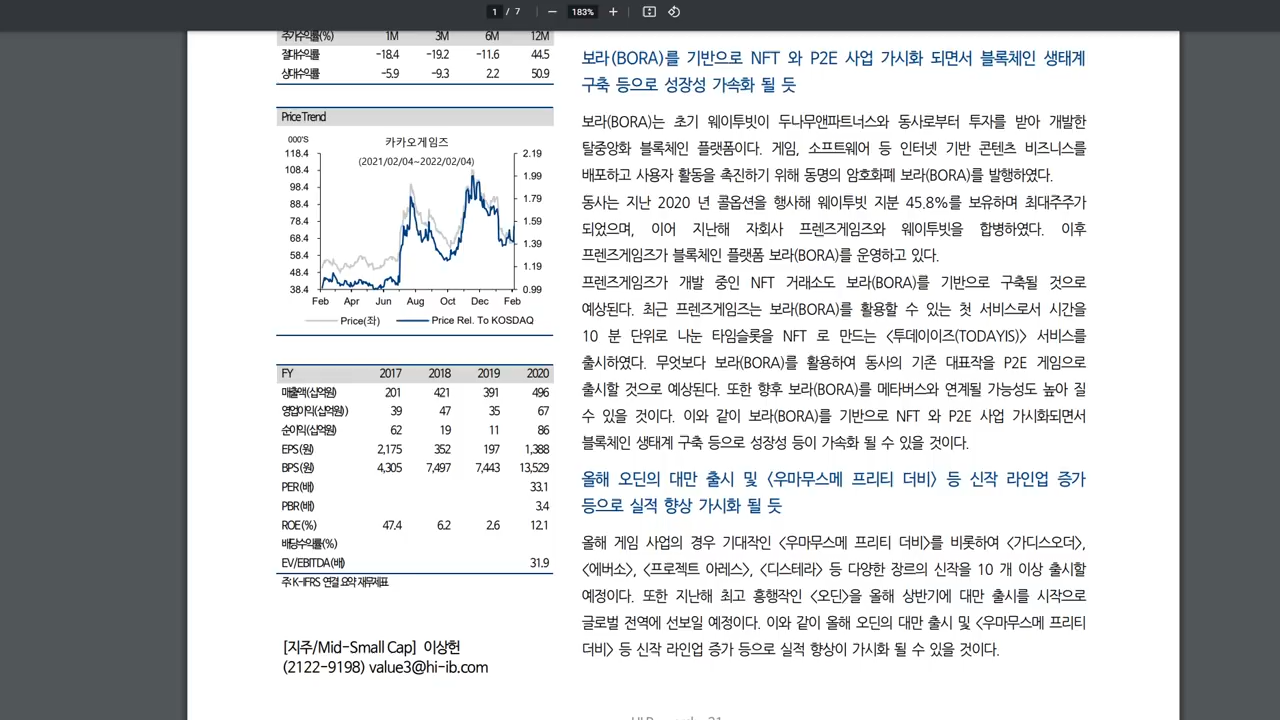 1 / 7 − 183% +
주가수익률(%) 1M 3M 6M 12M
절대수익률 -18.4 -19.2 -11.6 44.5
상대수익률 -5.9 -9.3 2.2 50.9
Price Trend
000'S
카카오게임즈
(2021/02/04~2022/02/04)
118.4 2.19
108.4 1.99
98.4 1.79
88.4
78.4 1.59
68.4 1.39
58.4
48.4 1.19
38.4 0.99
Feb Apr Jun Aug Oct Dec Feb
Price(좌) Price Rel. To KOSDAQ
FY 2017 2018 2019 2020
매출액(십억원) 201 421 391 496
영업이익(십억원)) 39 47 35 67
순이익(십억원) 62 19 11 86
EPS(원) 2,175 352 197 1,388
BPS(원) 4,305 7,497 7,443 13,529
PER(배) 33.1
PBR(배) 3.4
ROE(%) 47.4 6.2 2.6 12.1
배당수익률(%)
EV/EBITDA(배) 31.9
주: K-IFRS 연결 요약 재무제표
[지주/Mid-Small Cap] 이상헌
(2122-9198) value3@hi-ib.com
보라(BORA)를 기반으로 NFT 와 P2E 사업 가시화 되면서 블록체인 생태계
구축 등으로 성장성 가속화 될 듯
보라(BORA)는 초기 웨이투빗이 두나무앤파트너스와 동사로부터 투자를 받아 개발한
탈중앙화 블록체인 플랫폼이다. 게임, 소프트웨어 등 인터넷 기반 콘텐츠 비즈니스를
배포하고 사용자 활동을 촉진하기 위해 동명의 암호화폐 보라(BORA)를 발행하였다.
동사는 지난 2020 년 콜옵션을 행사해 웨이투빗 지분 45.8%를 보유하며 최대주주가
되었으며, 이어 지난해 자회사 프렌즈게임즈와 웨이투빗을 합병하였다. 이후
프렌즈게임즈가 블록체인 플랫폼 보라(BORA)를 운영하고 있다.
프렌즈게임즈가 개발 중인 NFT 거래소도 보라(BORA)를 기반으로 구축될 것으로
예상된다. 최근 프렌즈게임즈는 보라(BORA)를 활용할 수 있는 첫 서비스로서 시간을
10 분 단위로 나눈 타임슬롯을 NFT 로 만드는 <투데이이즈(TODAYIS)> 서비스를
출시하였다. 무엇보다 보라(BORA)를 활용하여 동사의 기존 대표작을 P2E 게임으로
출시할 것으로 예상된다. 또한 향후 보라(BORA)를 메타버스와 연계될 가능성도 높아 질
수 있을 것이다. 이와 같이 보라(BORA)를 기반으로 NFT 와 P2E 사업 가시화되면서
블록체인 생태계 구축 등으로 성장성 등이 가속화 될 수 있을 것이다.
올해 오딘의 대만 출시 및 <우마무스메 프리티 더비> 등 신작 라인업 증가
등으로 실적 향상 가시화 될 듯
올해 게임 사업의 경우 기대작인 <우마무스메 프리티 더비>를 비롯하여 <가디스오더>,
<에버소>, <프로젝트 아레스>, <디스테라> 등 다양한 장르의 신작을 10 개 이상 출시할
예정이다. 또한 지난해 최고 흥행작인 <오딘>을 올해 상반기에 대만 출시를 시작으로
글로벌 전역에 선보일 예정이다. 이와 같이 올해 오딘의 대만 출시 및 <우마무스메 프리티
더비> 등 신작 라인업 증가 등으로 실적 향상이 가시화 될 수 있을 것이다.